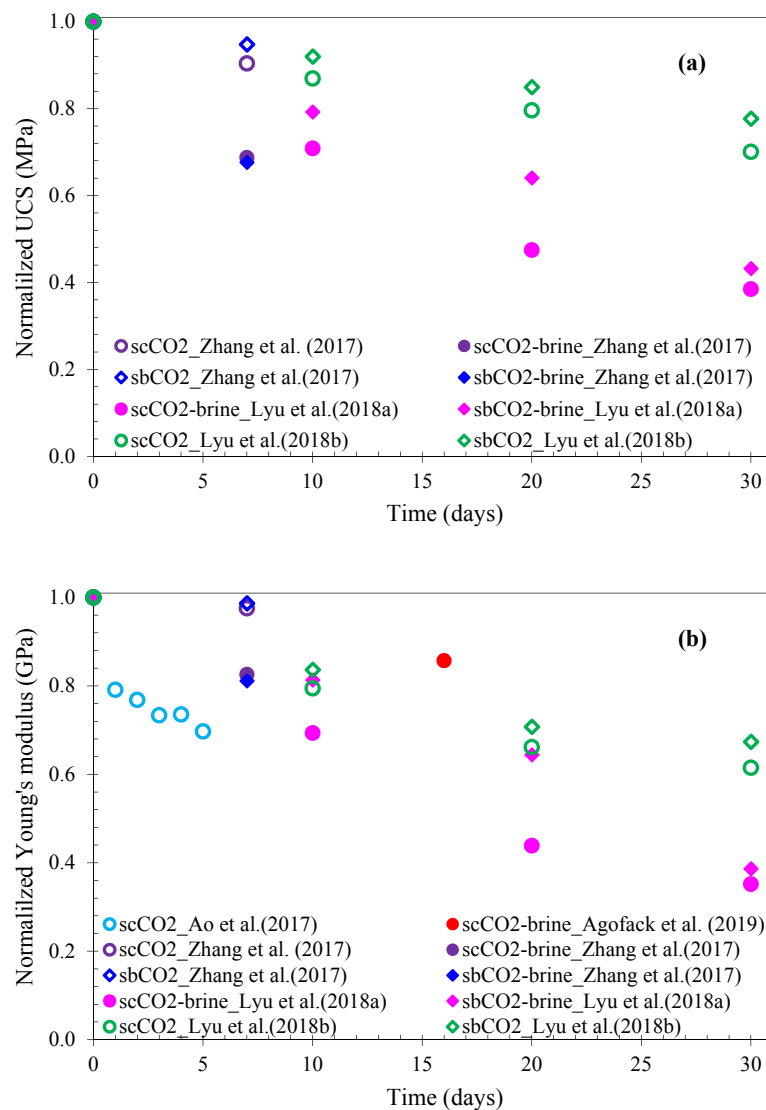 1.0
(a)
0.8
0.6
0.4
0.2
0.0
Normalilzed UCS (MPa)
scCO2_Zhang et al. (2017)
scCO2-brine_Zhang et al.(2017)
sbCO2_Zhang et al.(2017)
sbCO2-brine_Zhang et al.(2017)
scCO2-brine_Lyu et al.(2018a)
sbCO2-brine_Lyu et al.(2018a)
scCO2_Lyu et al.(2018b)
sbCO2_Lyu et al.(2018b)
0 5 10 15 20 25 30
Time (days)
1.0
(b)
0.8
0.6
0.4
0.2
0.0
Normalilzed Young's modulus (GPa)
scCO2_Ao et al.(2017)
scCO2-brine_Agofack et al. (2019)
scCO2_Zhang et al. (2017)
scCO2-brine_Zhang et al.(2017)
sbCO2_Zhang et al.(2017)
sbCO2-brine_Zhang et al.(2017)
scCO2-brine_Lyu et al.(2018a)
sbCO2-brine_Lyu et al.(2018a)
scCO2_Lyu et al.(2018b)
sbCO2_Lyu et al.(2018b)
0 5 10 15 20 25 30
Time (days)